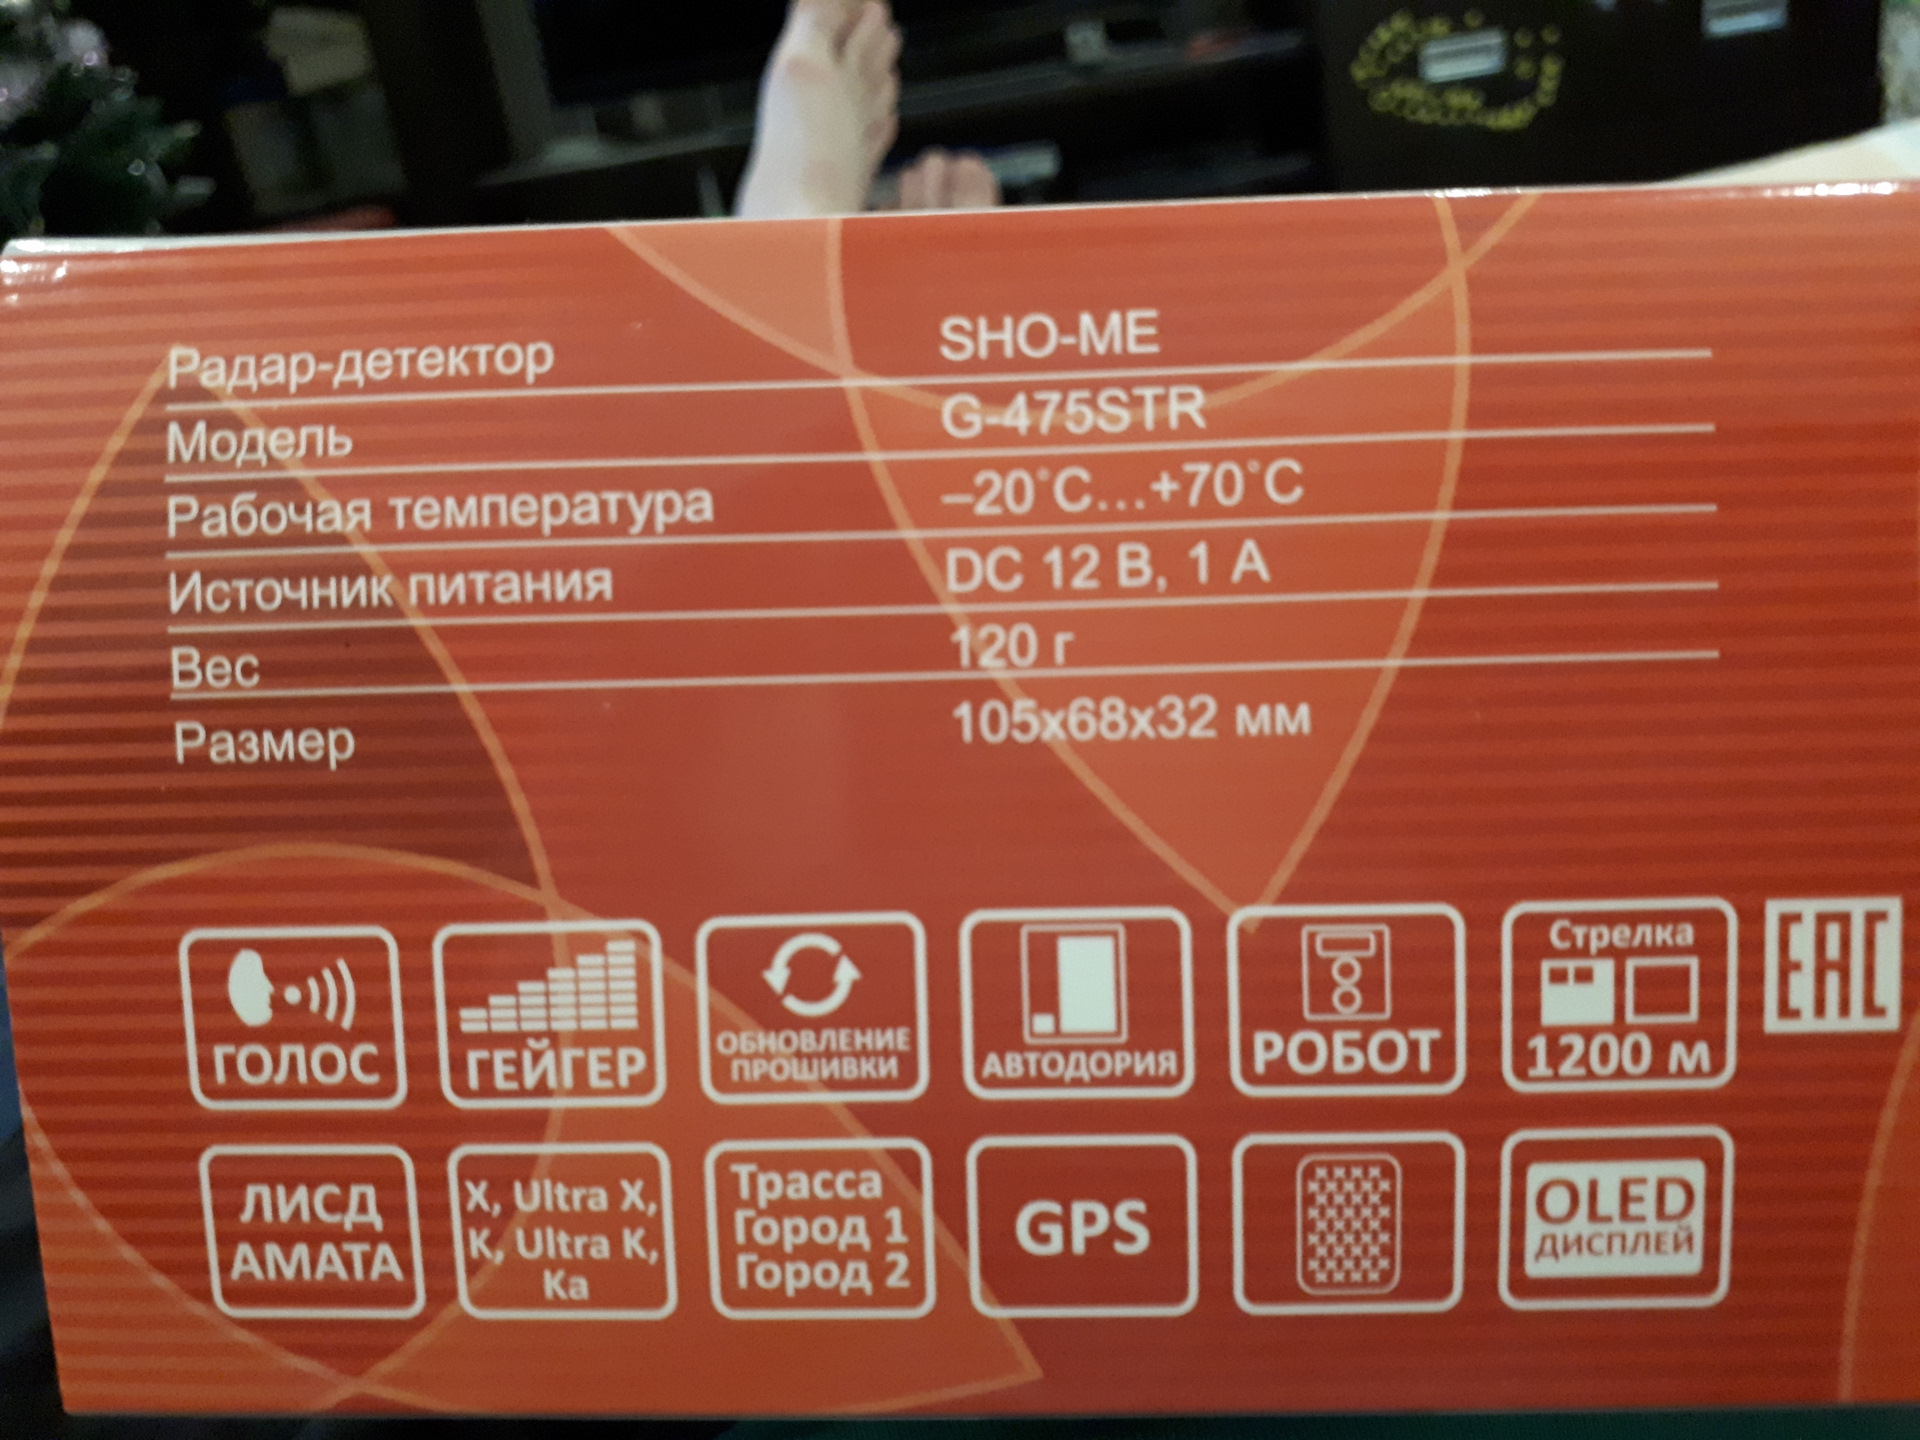 Радар-детектор SHO-ME
Модель G-475STR
Рабочая температура –20°C...+70°C
Источник питания DC 12 В, 1 А
Вес 120 г
Размер 105x68x32 мм
ГОЛОС
ГЕЙГЕР
ОБНОВЛЕНИЕ
ПРОШИВКИ
АВТОДОРИЯ
РОБОТ
Стрелка
1200 м
EAC
ЛИСД
АМАТА
X, Ultra X,
K, Ultra K,
Ka
Трасса
Город 1
Город 2
GPS
OLED
ДИСПЛЕЙ